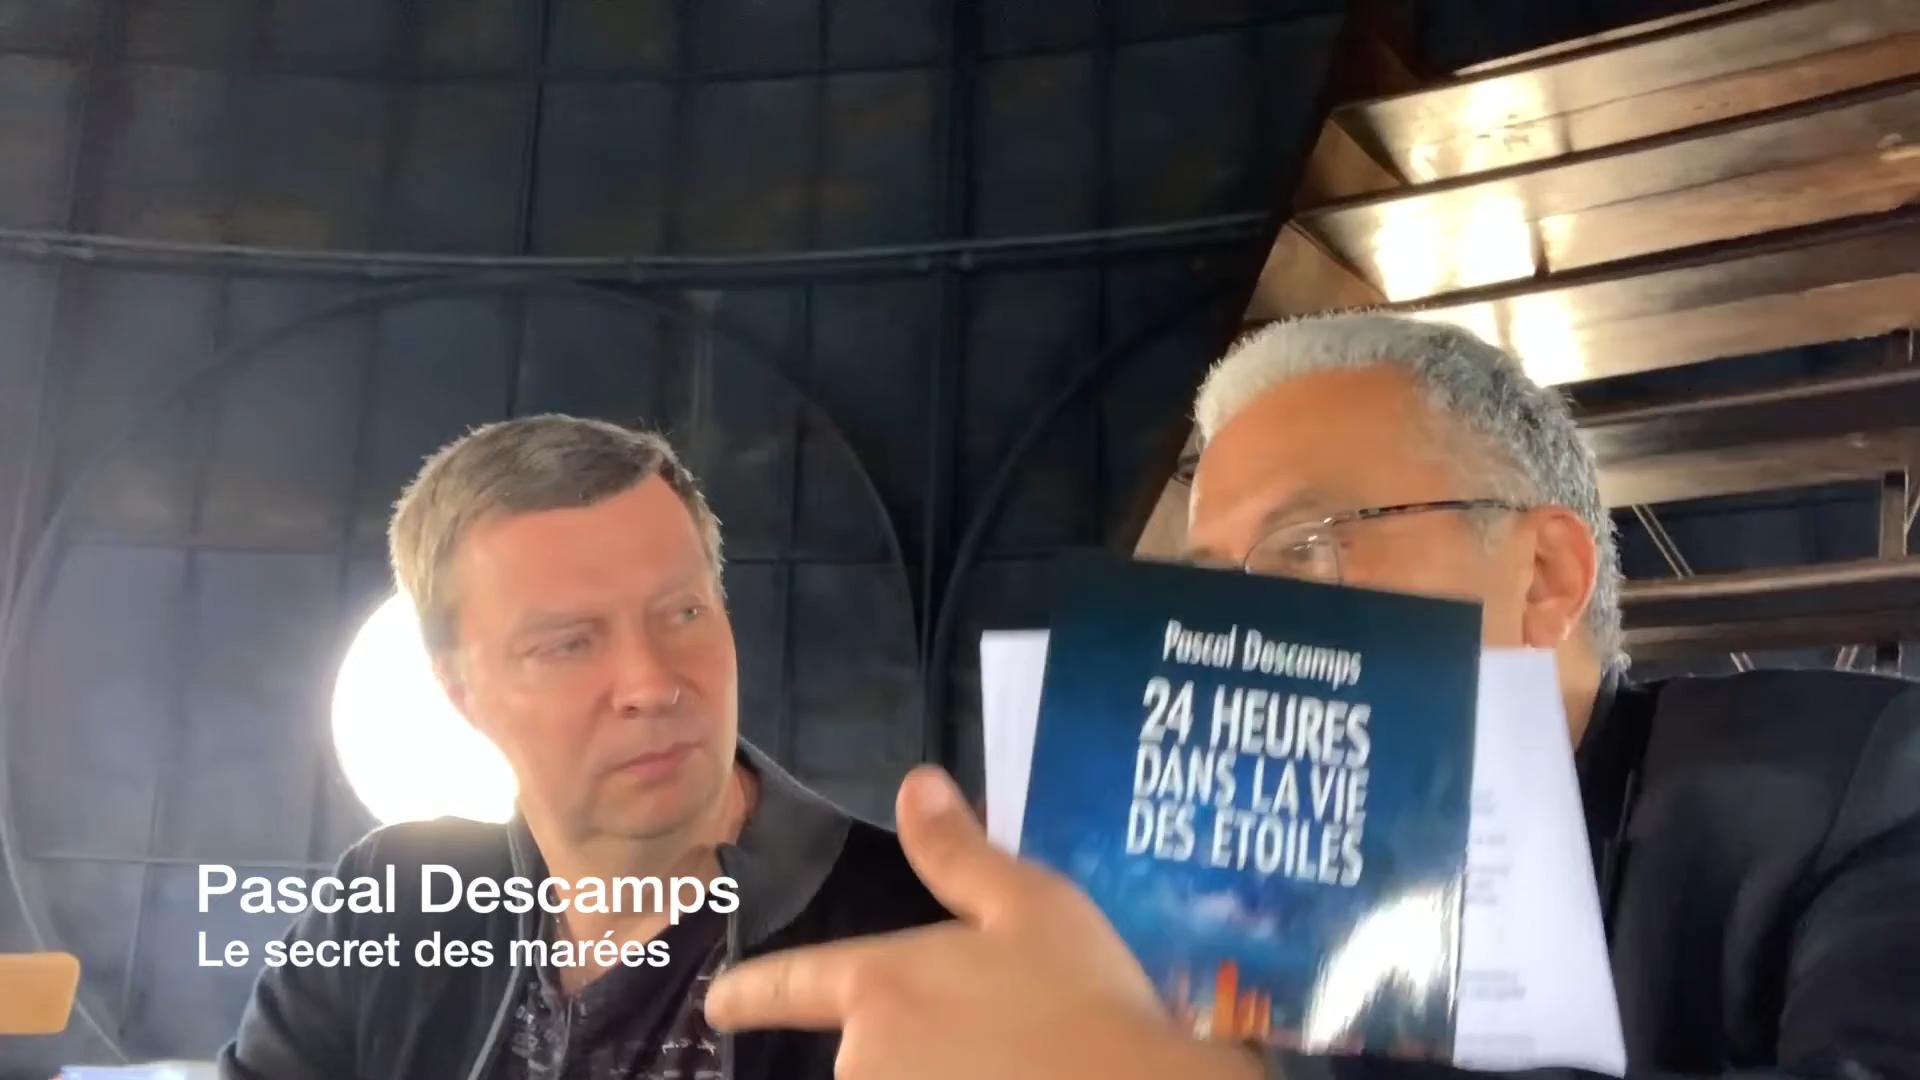 Pascal Descamps
24 HEURES
DANS LA VIE
DES ETOILES
Pascal Descamps
Le secret des marées